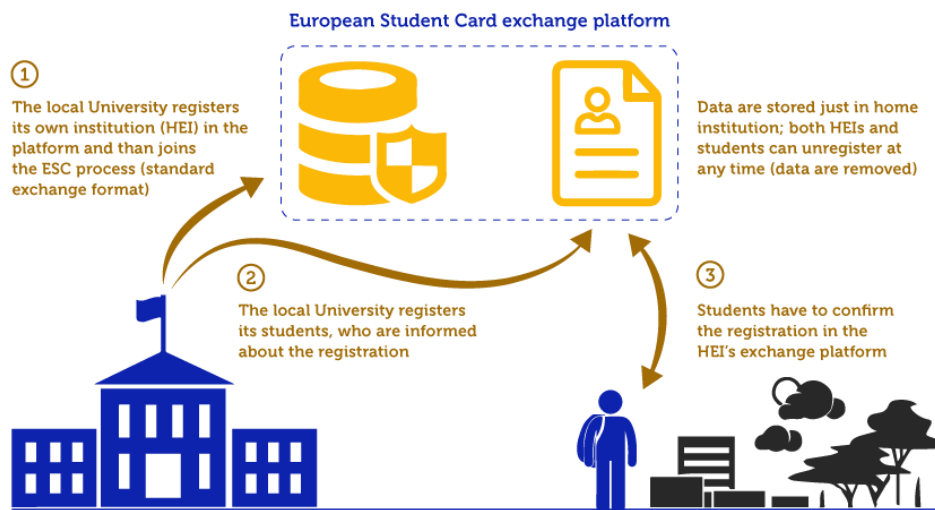 European Student Card exchange platform
1
The local University registers
its own institution (HEI) in the
platform and than joins
the ESC process (standard
exchange format)
Data are stored just in home
institution; both HEIs and
students can unregister at
any time (data are removed)
2
The local University registers
its students, who are informed
about the registration
3
Students have to confirm
the registration in the
HEI's exchange platform